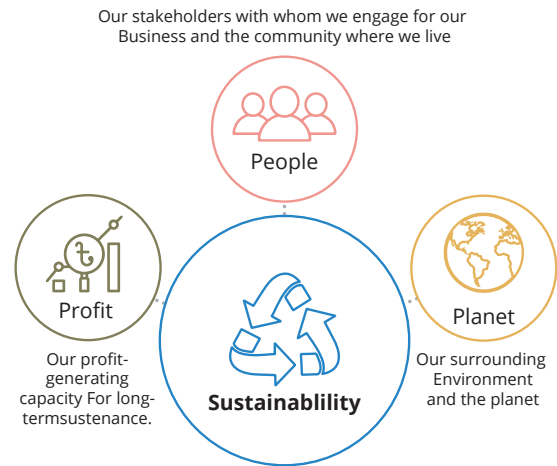 Our stakeholders with whom we engage for our
Business and the community where we live
People
Profit
Planet
Our profit-
generating
capacity For long-
termsustenance.
Our surrounding
Environment
and the planet
Sustainablility